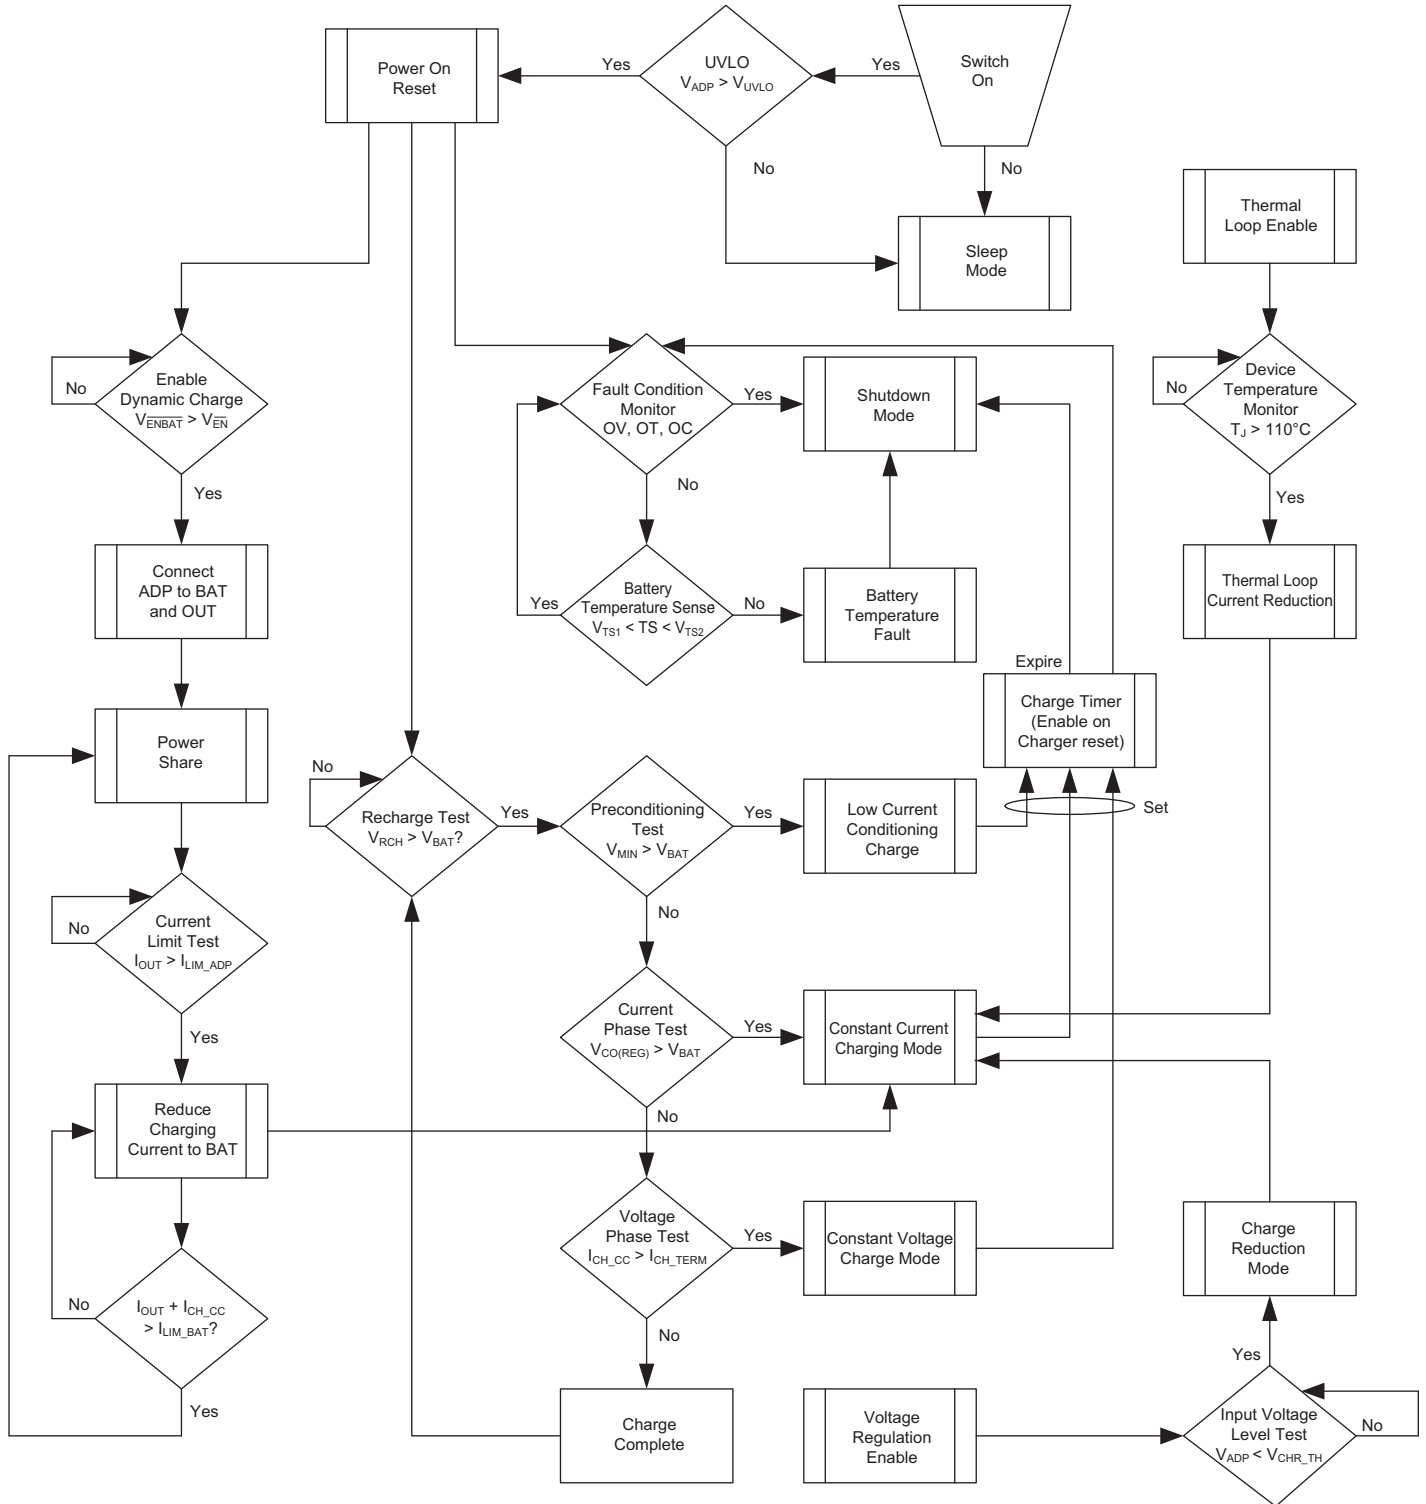 Power On
Reset
Yes
UVLO
V_ADP > V_UVLO
Yes
Switch
On
No
No
Sleep
Mode
Thermal
Loop Enable
No
Enable
Dynamic Charge
V_E̅N̅B̅A̅T̅ > V_E̅N̅
Yes
Fault Condition
Monitor
OV, OT, OC
Yes
Shutdown
Mode
No
Device
Temperature
Monitor
T_J > 110°C
No
Yes
Connect
ADP to BAT
and OUT
Yes
Battery
Temperature Sense
V_TS1 < TS < V_TS2
No
Battery
Temperature
Fault
Thermal Loop
Current Reduction
Expire
Charge Timer
(Enable on
Charger reset)
Set
Power
Share
No
Recharge Test
V_RCH > V_BAT?
Yes
Preconditioning
Test
V_MIN > V_BAT
Yes
Low Current
Conditioning
Charge
No
No
Current
Limit Test
I_OUT > I_LIM_ADP
Yes
Current
Phase Test
V_CO(REG) > V_BAT
Yes
Constant Current
Charging Mode
No
Reduce
Charging
Current to BAT
Voltage
Phase Test
I_CH_CC > I_CH_TERM
Yes
Constant Voltage
Charge Mode
Charge
Reduction
Mode
No
I_OUT + I_CH_CC
> I_LIM_BAT?
No
Yes
Yes
Charge
Complete
Voltage
Regulation
Enable
Input Voltage
Level Test
V_ADP < V_CHR_TH
No